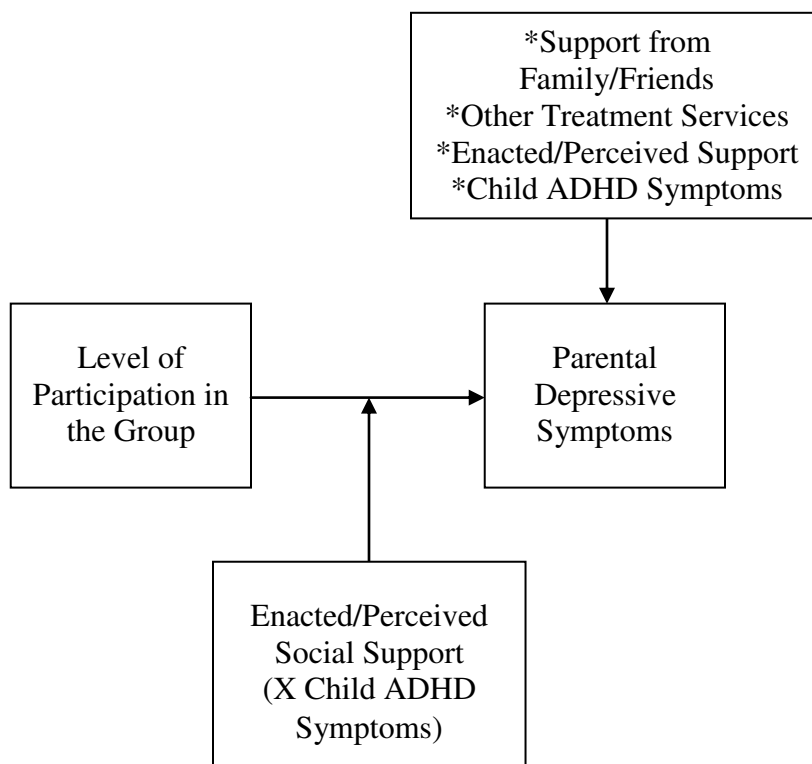 *Support from
Family/Friends
*Other Treatment Services
*Enacted/Perceived Support
*Child ADHD Symptoms
Level of
Participation in
the Group
Parental
Depressive
Symptoms
Enacted/Perceived
Social Support
(X Child ADHD
Symptoms)